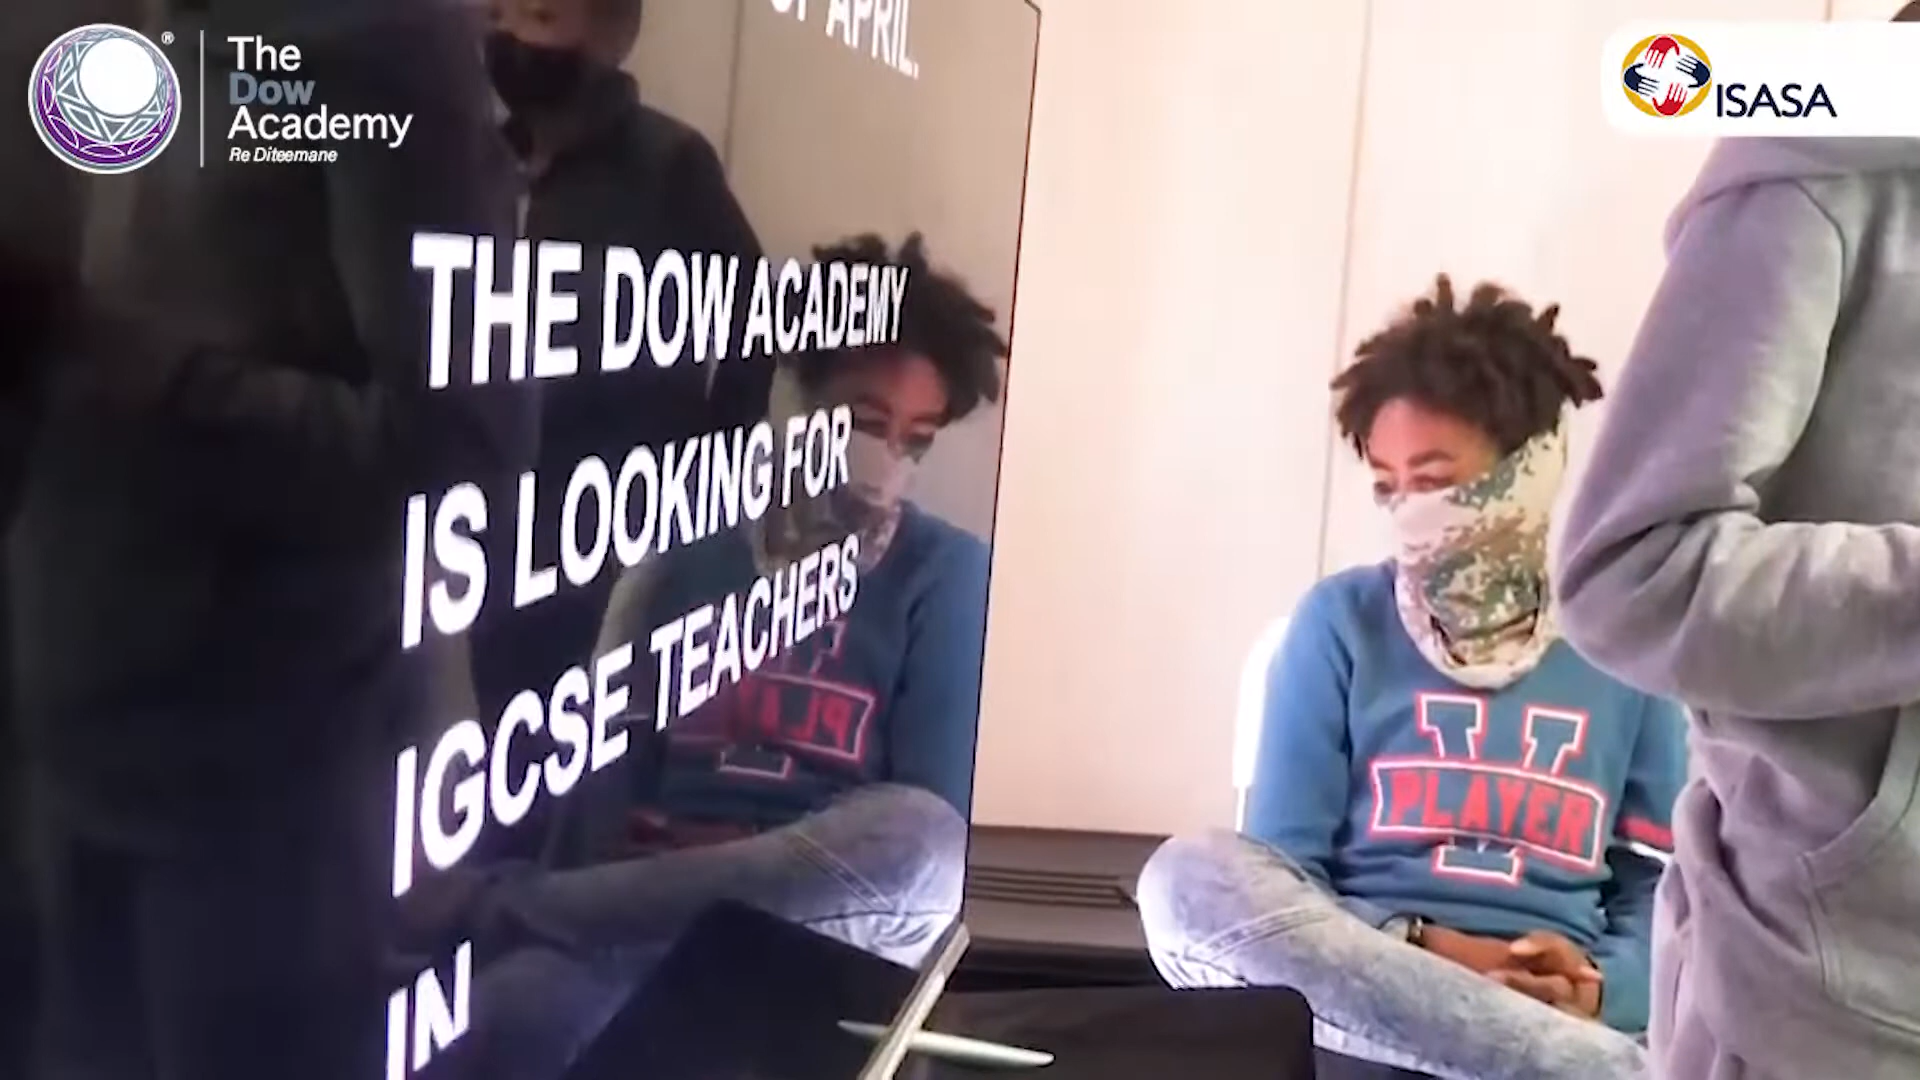 The
Dow
Academy
Re Diteemane
ISASA
OF APRIL.
THE DOW ACADEMY
IS LOOKING FOR
IGCSE TEACHERS
IN
U
PLAYER